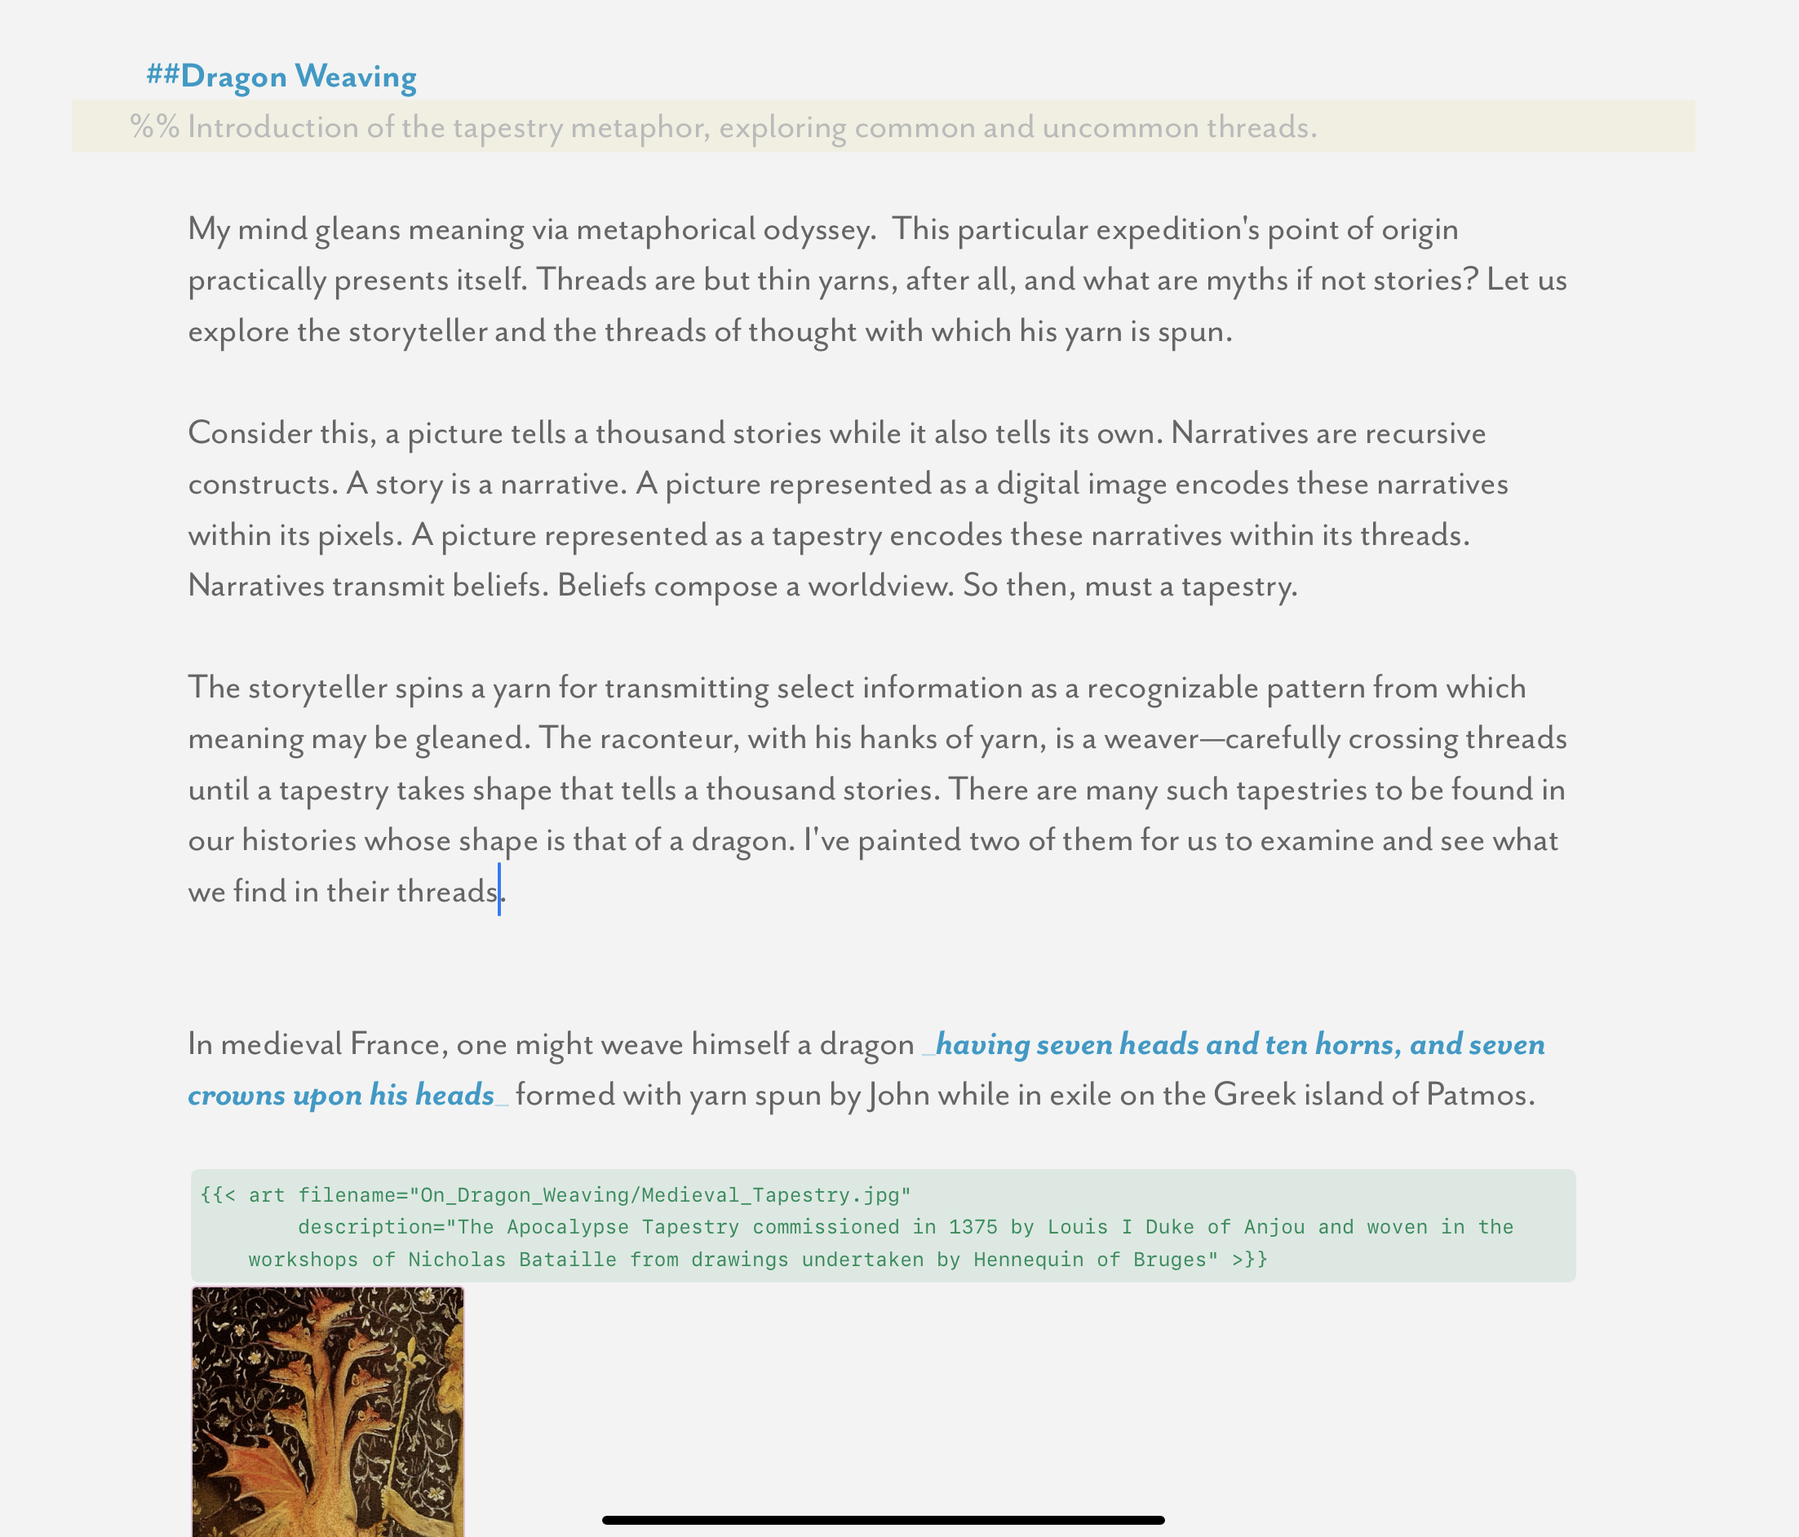 ##Dragon Weaving
%% Introduction of the tapestry metaphor, exploring common and uncommon threads.
My mind gleans meaning via metaphorical odyssey.  This particular expedition's point of origin
practically presents itself. Threads are but thin yarns, after all, and what are myths if not stories? Let us
explore the storyteller and the threads of thought with which his yarn is spun.
Consider this, a picture tells a thousand stories while it also tells its own. Narratives are recursive
constructs. A story is a narrative. A picture represented as a digital image encodes these narratives
within its pixels. A picture represented as a tapestry encodes these narratives within its threads.
Narratives transmit beliefs. Beliefs compose a worldview. So then, must a tapestry.
The storyteller spins a yarn for transmitting select information as a recognizable pattern from which
meaning may be gleaned. The raconteur, with his hanks of yarn, is a weaver—carefully crossing threads
until a tapestry takes shape that tells a thousand stories. There are many such tapestries to be found in
our histories whose shape is that of a dragon. I've painted two of them for us to examine and see what
we find in their threads.
In medieval France, one might weave himself a dragon _having seven heads and ten horns, and seven
crowns upon his heads_ formed with yarn spun by John while in exile on the Greek island of Patmos.
{{< art filename="On_Dragon_Weaving/Medieval_Tapestry.jpg"
description="The Apocalypse Tapestry commissioned in 1375 by Louis I Duke of Anjou and woven in the
workshops of Nicholas Bataille from drawings undertaken by Hennequin of Bruges" >}}